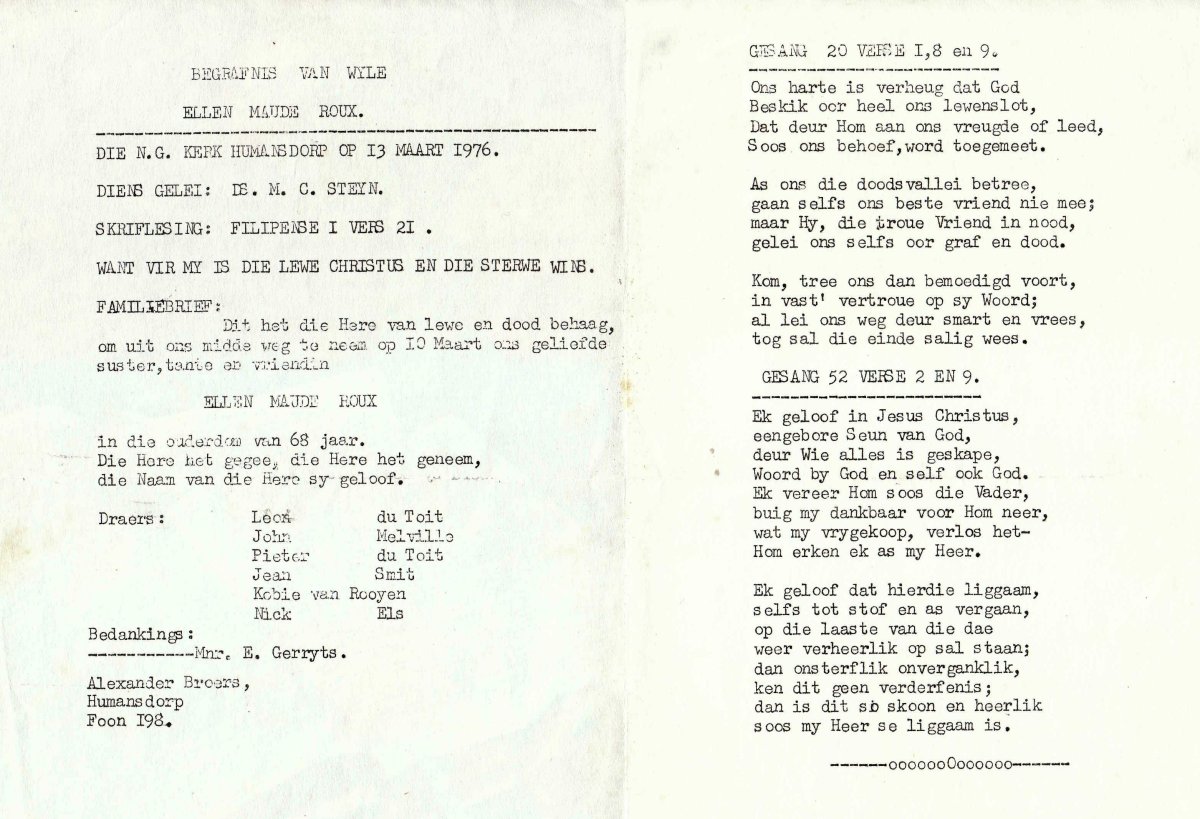 BEGRAFNIS VAN WYLE
ELLEN MAUDE ROUX.
DIE N.G. KERK HUMANSDORP OP I3 MAART I976.
DIENS GELEI: DS. M. C. STEYN.
SKRIFLESING: FILIPENSE I VERS 2I .
WANT VIR MY IS DIE LEWE CHRISTUS EN DIE STERWE WINS.
FAMILIEBRIEF:
Dit het die Here van lewe en dood behaag,
om uit ons midde weg te neem op I0 Maart ons geliefde
suster,tante en vriendin
ELLEN MAUDE ROUX
in die ouderdom van 68 jaar.
Die Here het gegee, die Here het geneem,
die Naam van die Here sy geloof.
Draers: Leon du Toit
John Melville
Pieter du Toit
Jean Smit
Kobie van Rooyen
Nick Els
Bedankings:
-----------Mnr. E. Gerryts.
Alexander Broers,
Humansdorp
Foon I98.
GESANG 20 VERSE I,8 en 9.
Ons harte is verheug dat God
Beskik oor heel ons lewenslot,
Dat deur Hom aan ons vreugde of leed,
Soos ons behoef,word toegemeet.
As ons die doodsvallei betree,
gaan selfs ons beste vriend nie mee;
maar Hy, die troue Vriend in nood,
gelei ons selfs oor graf en dood.
Kom, tree ons dan bemoedigd voort,
in vast' vertroue op sy Woord;
al lei ons weg deur smart en vrees,
tog sal die einde salig wees.
GESANG 52 VERSE 2 EN 9.
Ek geloof in Jesus Christus,
eengebore Seun van God,
deur Wie alles is geskape,
Woord by God en self ook God.
Ek vereer Hom soos die Vader,
buig my dankbaar voor Hom neer,
wat my vrygekoop, verlos het-
Hom erken ek as my Heer.
Ek geloof dat hierdie liggaam,
selfs tot stof en as vergaan,
op die laaste van die dae
weer verheerlik op sal staan;
dan onsterflik onverganklik,
ken dit geen verderfenis;
dan is dit so skoon en heerlik
soos my Heer se liggaam is.
------ooooooOoooooo------